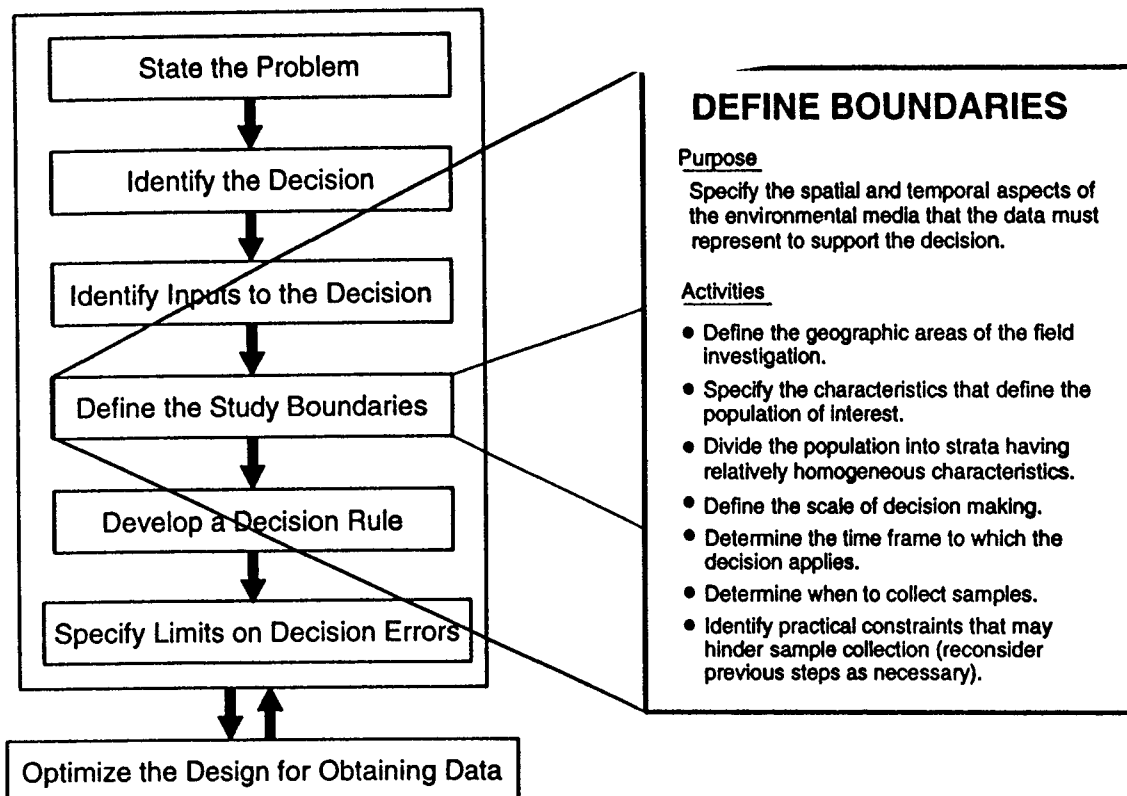 State the Problem
Identify the Decision
Identify Inputs to the Decision
Define the Study Boundaries
Develop a Decision Rule
Specify Limits on Decision Errors
Optimize the Design for Obtaining Data
DEFINE BOUNDARIES
Purpose
Specify the spatial and temporal aspects of
the environmental media that the data must
represent to support the decision.
Activities
• Define the geographic areas of the field
investigation.
• Specify the characteristics that define the
population of interest.
• Divide the population into strata having
relatively homogeneous characteristics.
• Define the scale of decision making.
• Determine the time frame to which the
decision applies.
• Determine when to collect samples.
• Identify practical constraints that may
hinder sample collection (reconsider
previous steps as necessary).